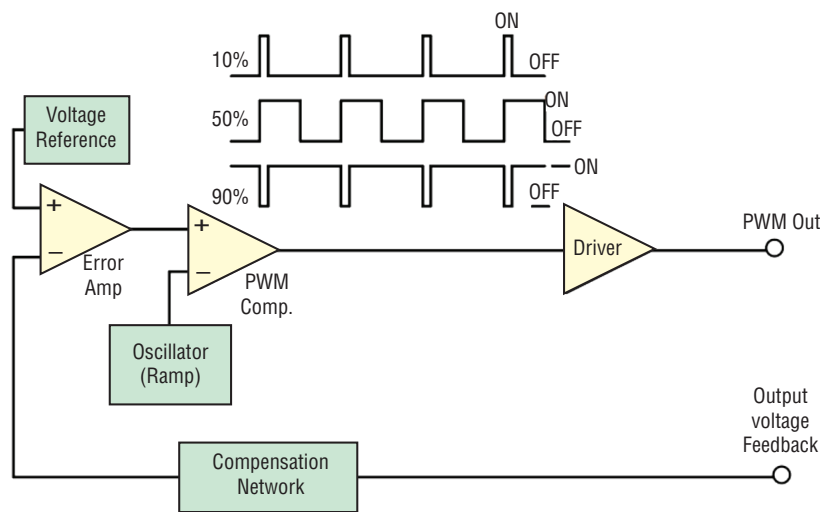 ON
10%
OFF
50%
ON
OFF
ON
90%
OFF
Voltage
Reference
+
−
Error
Amp
+
−
PWM
Comp.
Driver
PWM Out
Oscillator
(Ramp)
Output
voltage
Feedback
Compensation
Network